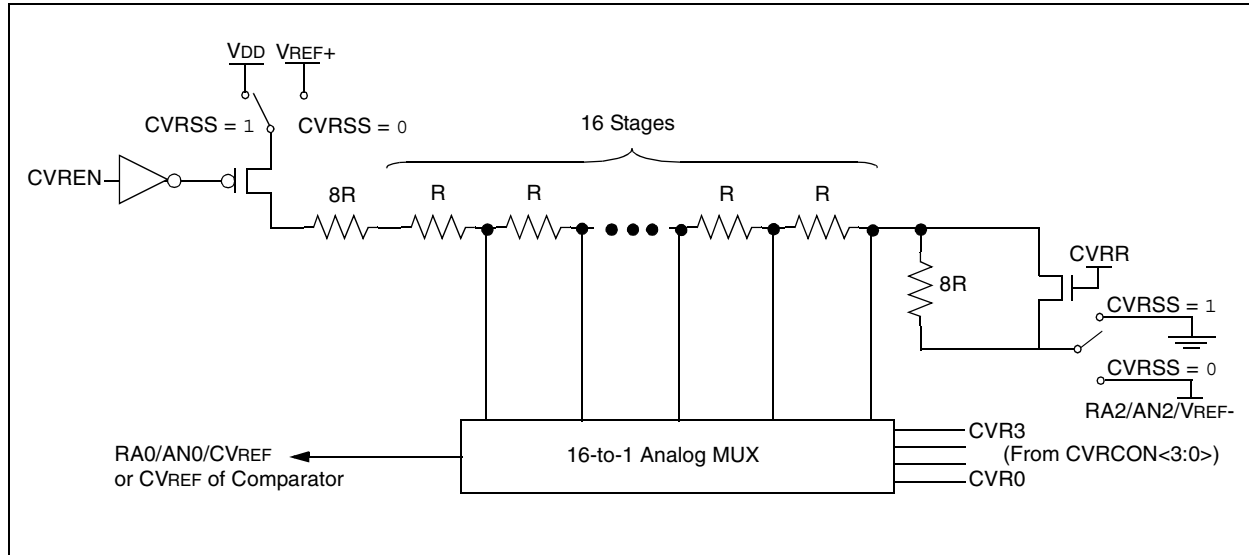 VDD VREF+
CVRSS = 1 CVRSS = 0
16 Stages
CVREN
8R R R R R
CVRR
8R
CVRSS = 1
CVRSS = 0
RA2/AN2/VREF-
16-to-1 Analog MUX
CVR3
(From CVRCON<3:0>)
CVR0
RA0/AN0/CVREF
or CVREF of Comparator